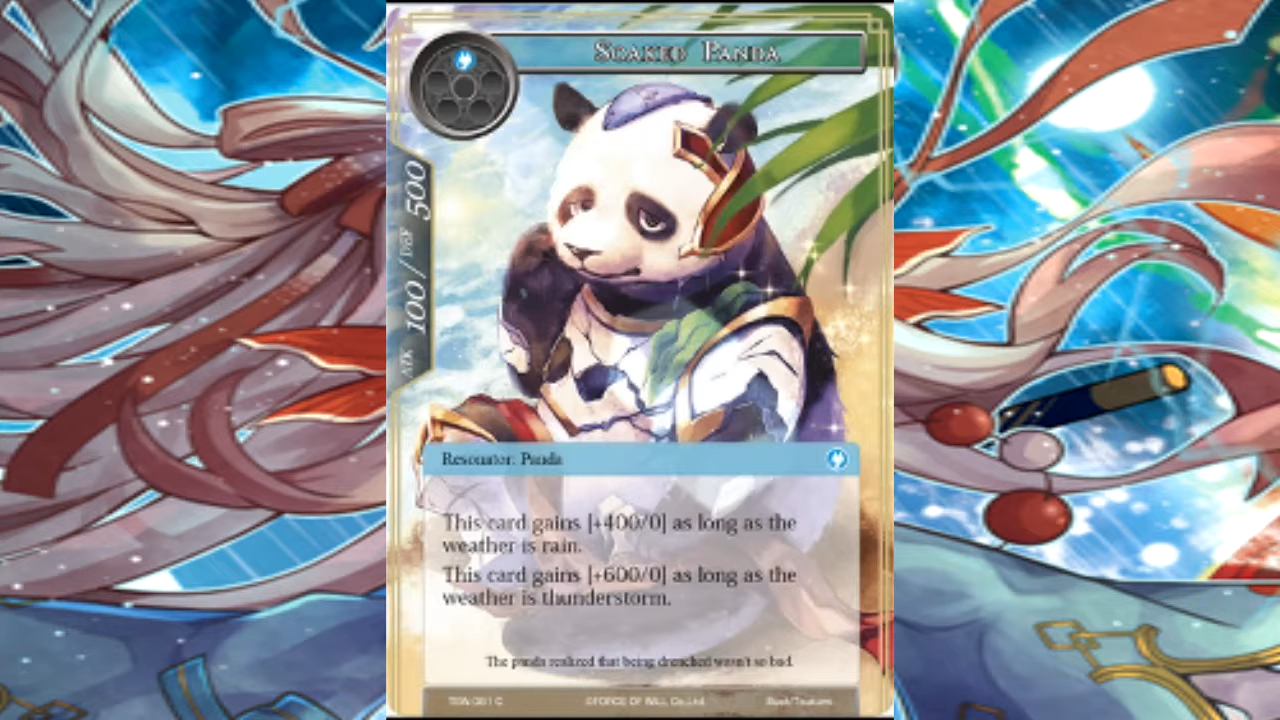 Soaked Panda
ATK 100 / DEF 500
Resonator: Panda
This card gains [+400/0] as long as the
weather is rain.
This card gains [+600/0] as long as the
weather is thunderstorm.
The panda realized that being drenched wasn't so bad.
©FORCE OF WILL Co.,Ltd.